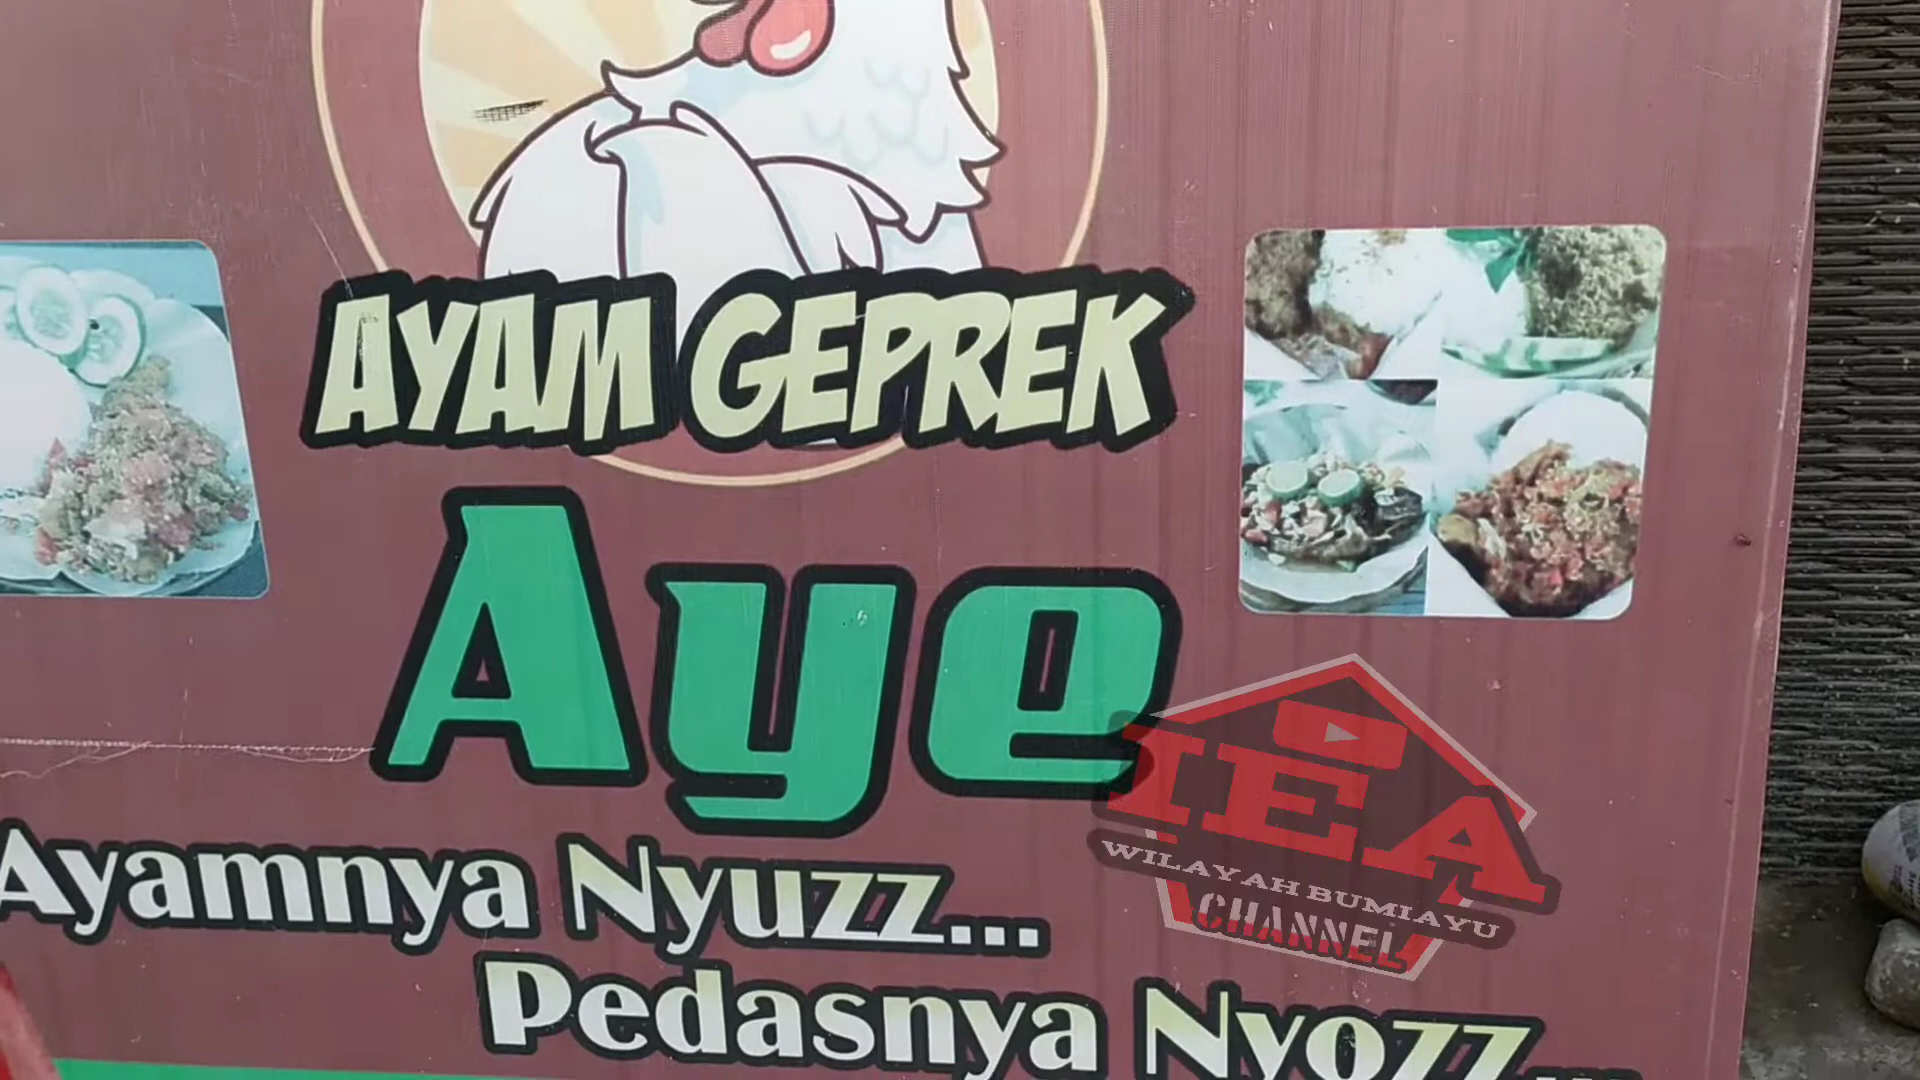 AYAM GEPREK
Aye
Ayamnya Nyuzz...
Pedasnya Nyozz...
IEA
WILAYAH BUMIAYU
CHANNEL